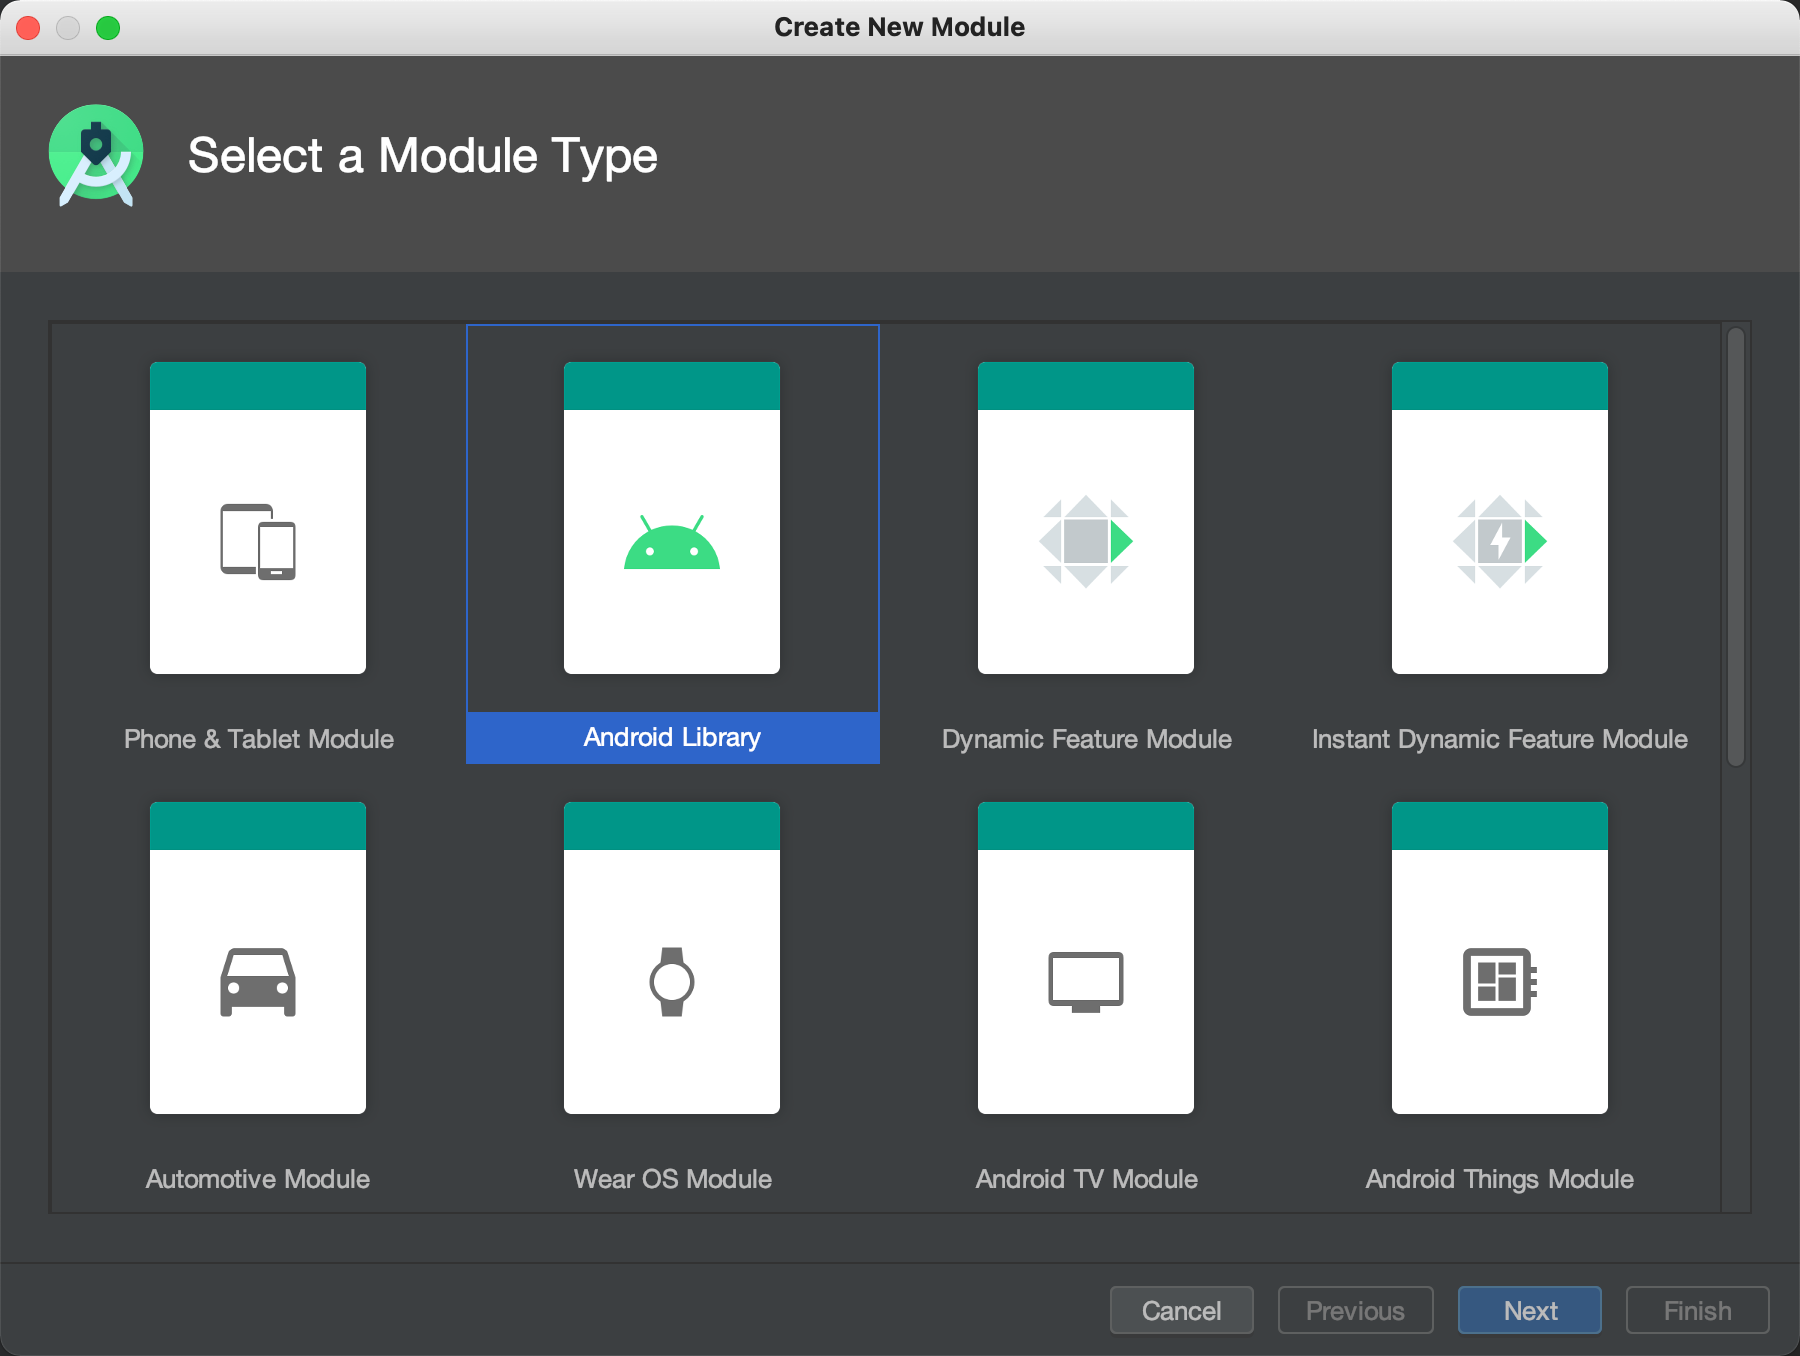 Create New Module
Select a Module Type
Phone & Tablet Module
Android Library
Dynamic Feature Module
Instant Dynamic Feature Module
Automotive Module
Wear OS Module
Android TV Module
Android Things Module
Cancel
Previous
Next
Finish